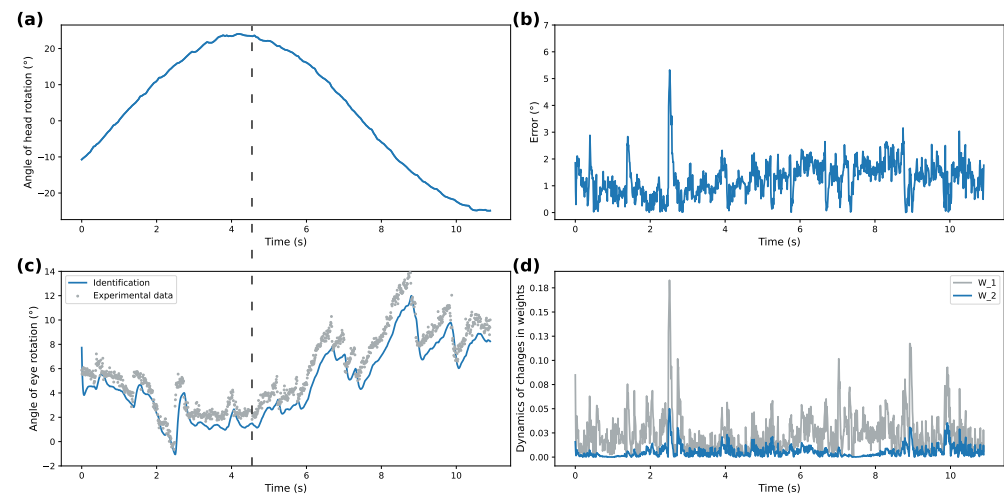 (a)
Angle of head rotation (°)
20
10
0
−10
−20
0 2 4 6 8 10
Time (s)
(b)
Error (°)
7
6
5
4
3
2
1
0
0 2 4 6 8 10
Time (s)
(c)
Angle of eye rotation (°)
14
12
10
8
6
4
2
0
−2
Identification
Experimental data
0 2 4 6 8 10
Time (s)
(d)
Dynamics of changes in weights
0.18
0.15
0.13
0.10
0.08
0.05
0.03
0.00
W_1
W_2
0 2 4 6 8 10
Time (s)